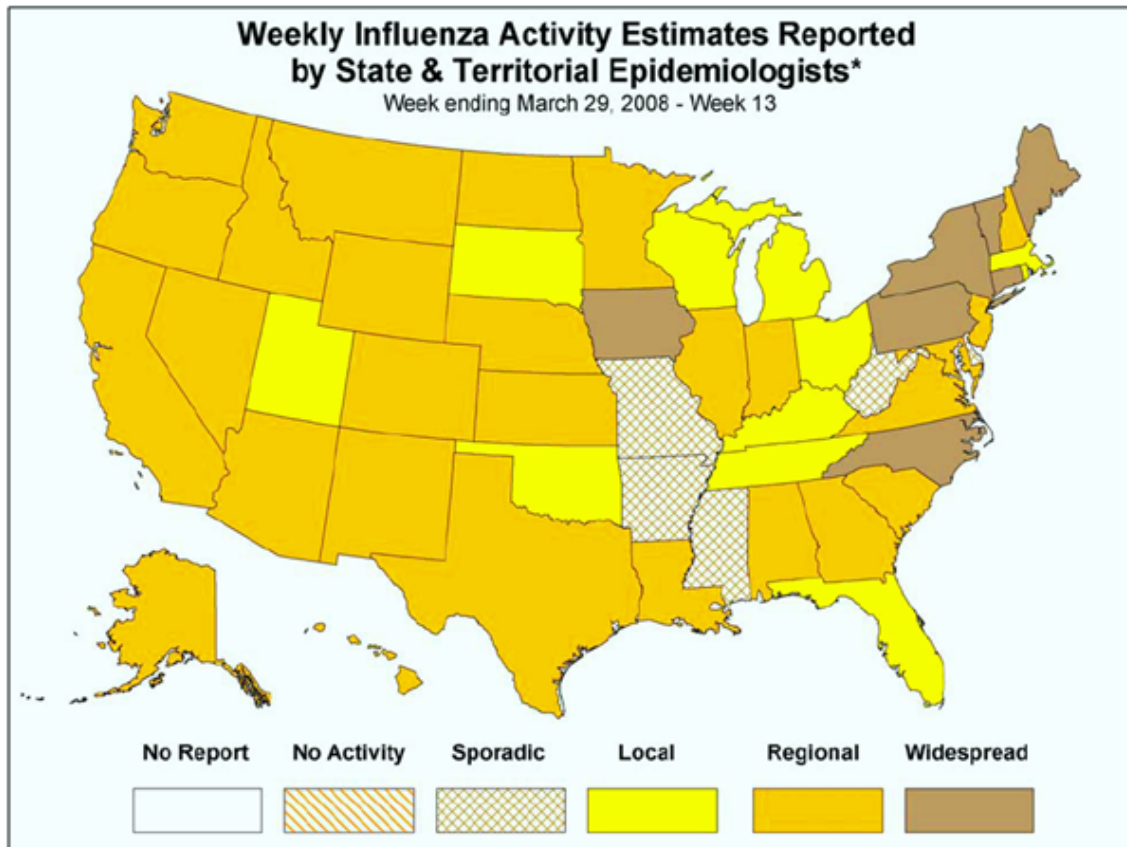 Weekly Influenza Activity Estimates Reported
by State & Territorial Epidemiologists*
Week ending March 29, 2008 - Week 13
No Report No Activity Sporadic Local Regional Widespread